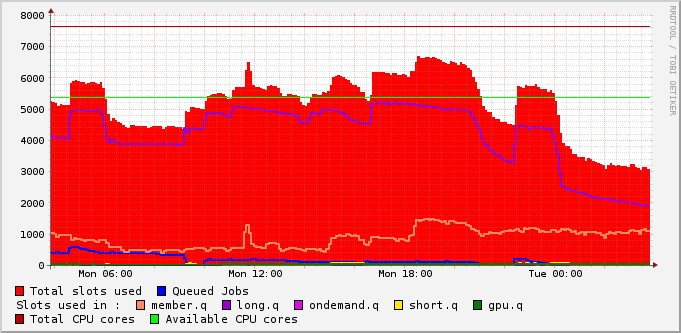 8000
7000
6000
5000
4000
3000
2000
1000
0
Mon 06:00 Mon 12:00 Mon 18:00 Tue 00:00
RRDTOOL / TOBI OETIKER
Total slots used Queued Jobs
Slots used in : member.q long.q ondemand.q short.q gpu.q
Total CPU cores Available CPU cores